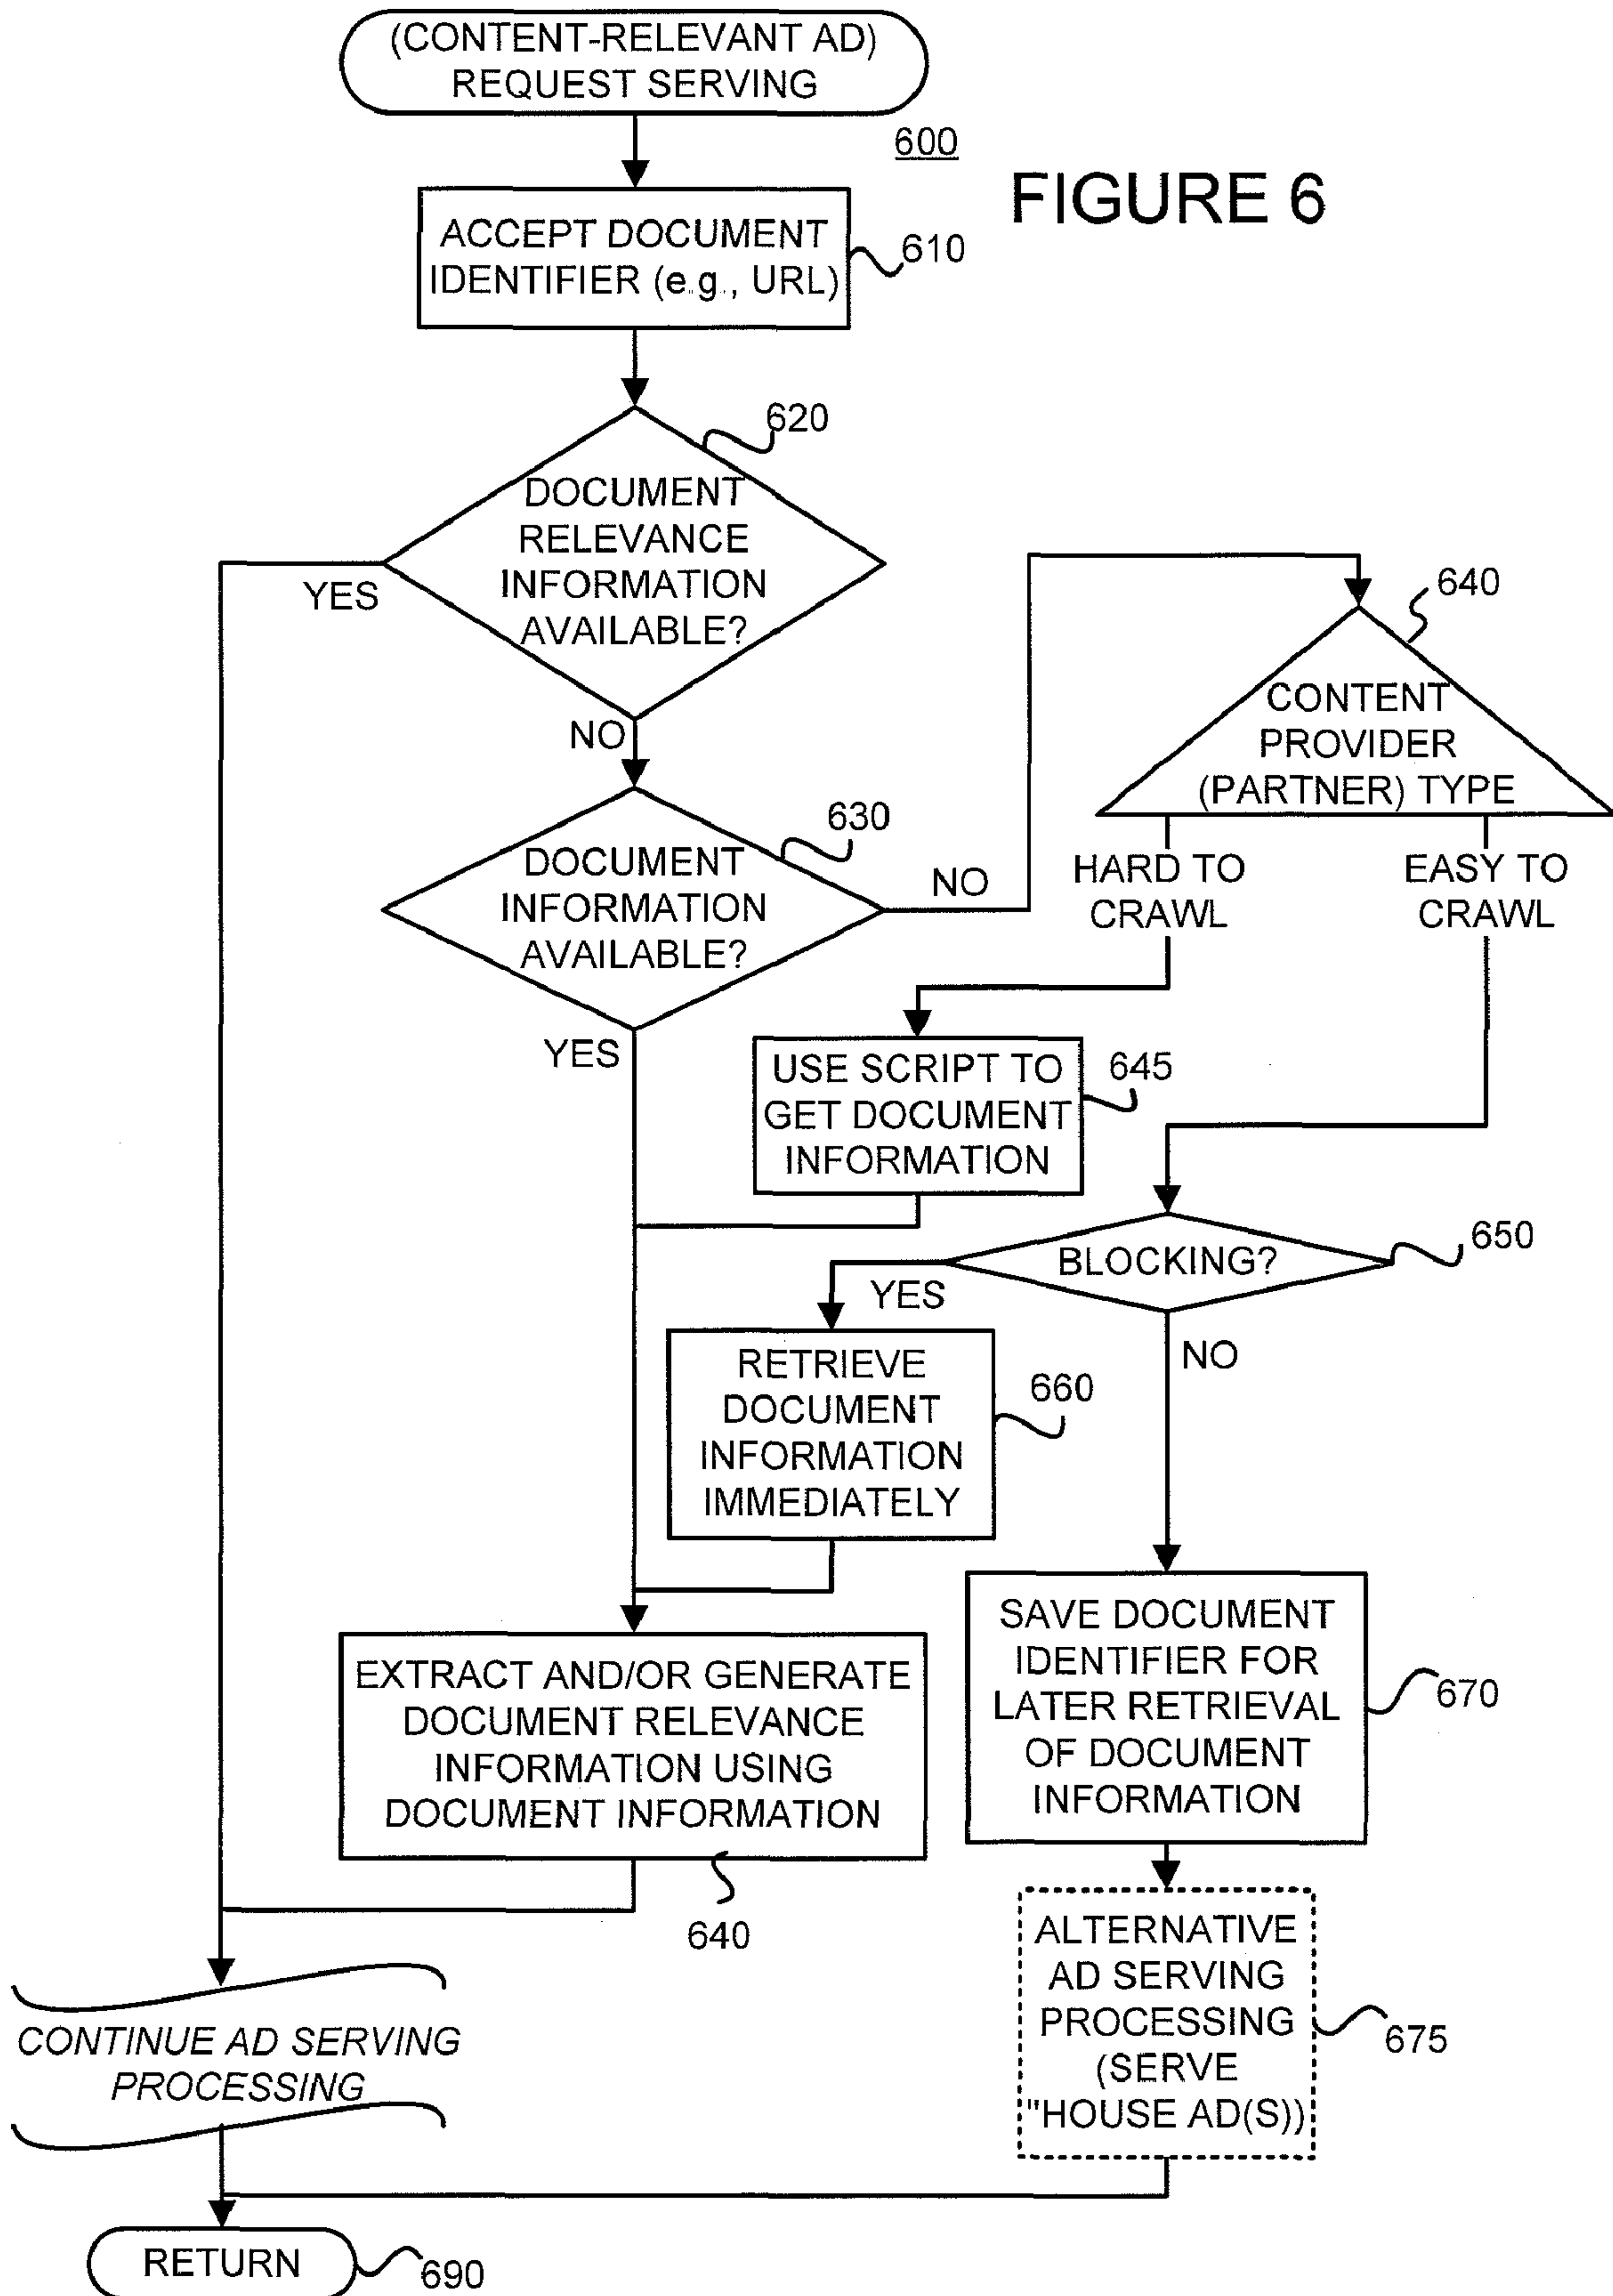 (CONTENT-RELEVANT AD)
REQUEST SERVING
600
FIGURE 6
ACCEPT DOCUMENT
IDENTIFIER (e.g., URL)
610
620
DOCUMENT
RELEVANCE
INFORMATION
AVAILABLE?
YES
NO
640
CONTENT
PROVIDER
(PARTNER) TYPE
630
DOCUMENT
INFORMATION
AVAILABLE?
NO
YES
HARD TO
CRAWL
EASY TO
CRAWL
USE SCRIPT TO
GET DOCUMENT
INFORMATION
645
BLOCKING?
650
YES
NO
RETRIEVE
DOCUMENT
INFORMATION
IMMEDIATELY
660
EXTRACT AND/OR GENERATE
DOCUMENT RELEVANCE
INFORMATION USING
DOCUMENT INFORMATION
640
SAVE DOCUMENT
IDENTIFIER FOR
LATER RETRIEVAL
OF DOCUMENT
INFORMATION
670
ALTERNATIVE
AD SERVING
PROCESSING
(SERVE
"HOUSE AD(S))
675
CONTINUE AD SERVING
PROCESSING
RETURN
690